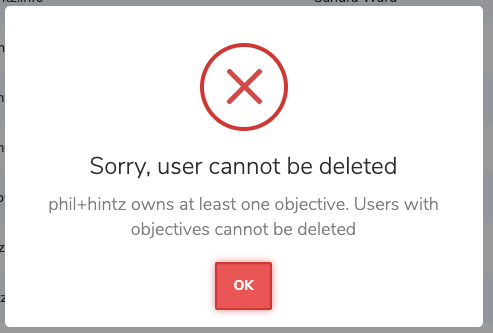 Sorry, user cannot be deleted
phil+hintz owns at least one objective. Users with
objectives cannot be deleted
OK